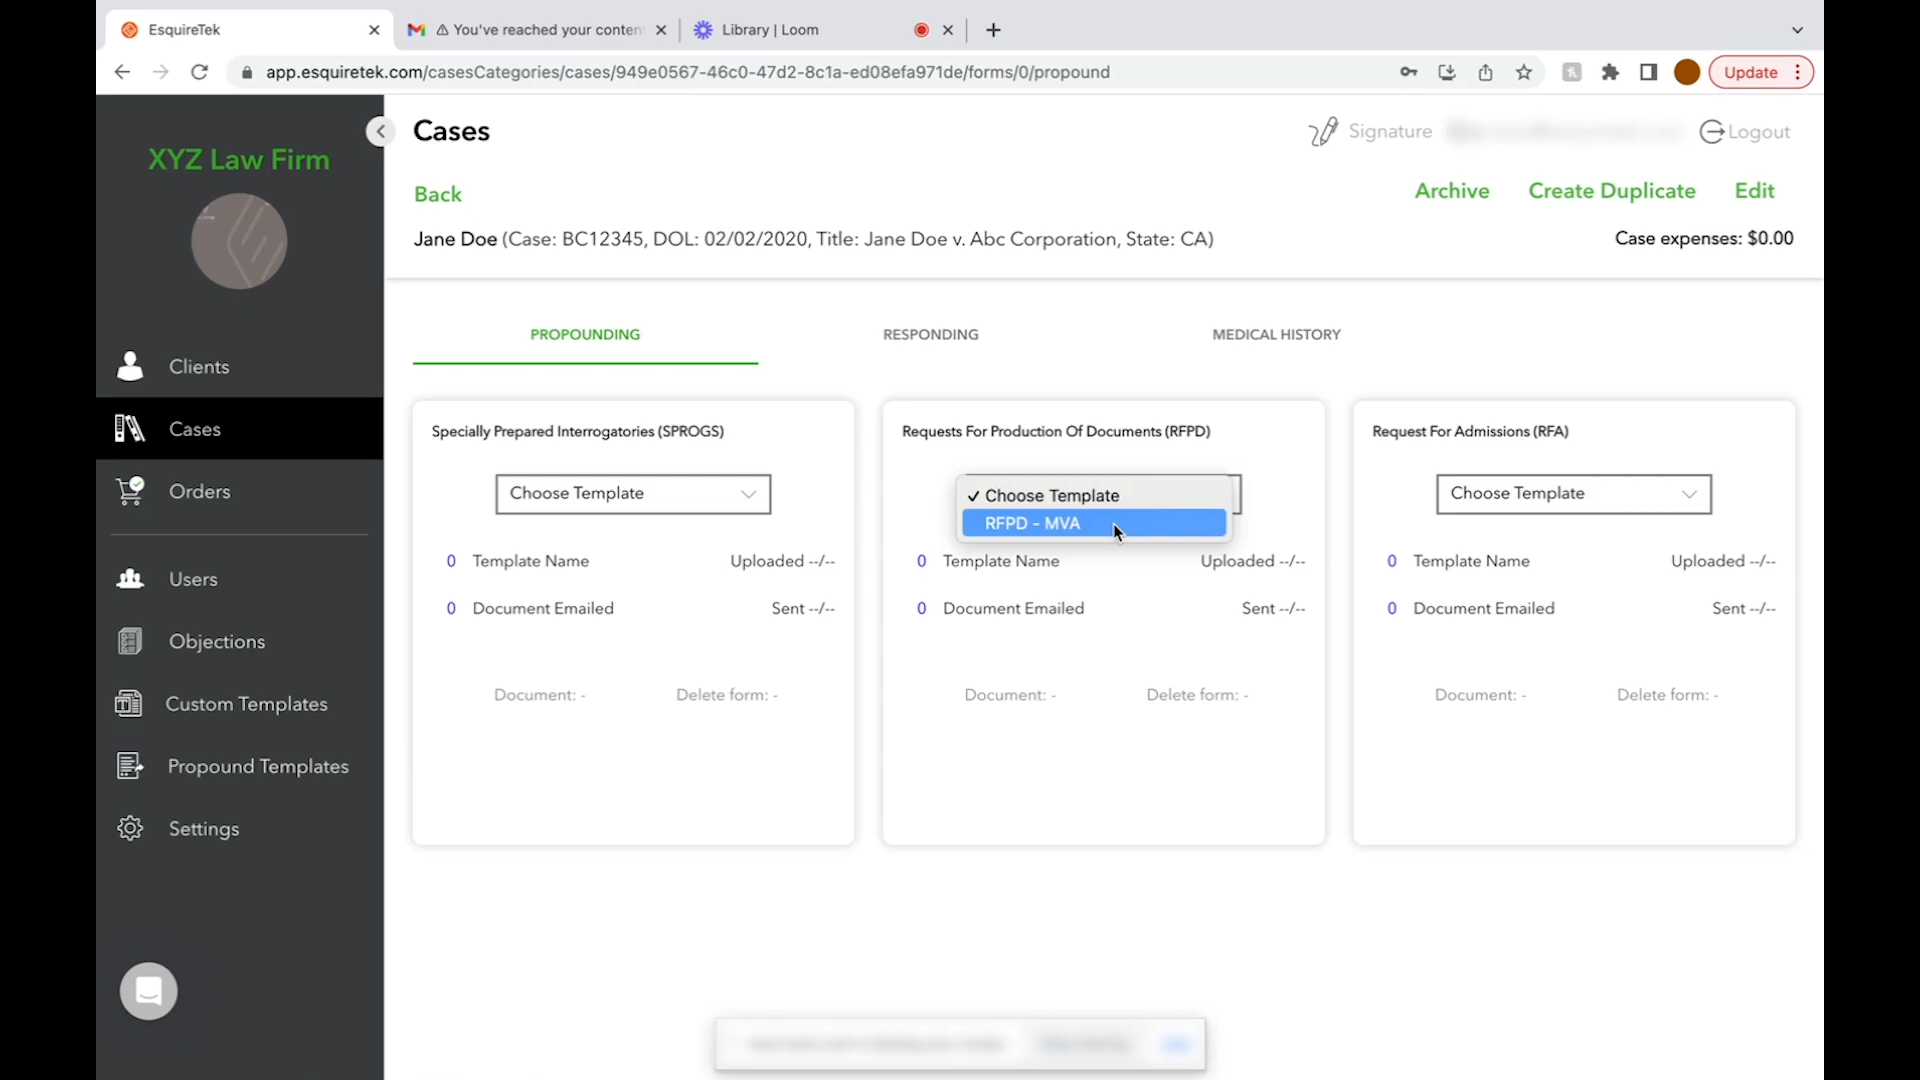 EsquireTek
⚠ You've reached your conten
Library | Loom
app.esquiretek.com/casesCategories/cases/949e0567-46c0-47d2-8c1a-ed08efa971de/forms/0/propound
Update
XYZ Law Firm
Clients
Cases
Orders
Users
Objections
Custom Templates
Propound Templates
Settings
Cases
Signature
Logout
Back
Archive
Create Duplicate
Edit
Jane Doe (Case: BC12345, DOL: 02/02/2020, Title: Jane Doe v. Abc Corporation, State: CA)
Case expenses: $0.00
PROPOUNDING
RESPONDING
MEDICAL HISTORY
Specially Prepared Interrogatories (SPROGS)
Choose Template
0 Template Name Uploaded --/--
0 Document Emailed Sent --/--
Document: - Delete form: -
Requests For Production Of Documents (RFPD)
✓ Choose Template
RFPD - MVA
0 Template Name Uploaded --/--
0 Document Emailed Sent --/--
Document: - Delete form: -
Request For Admissions (RFA)
Choose Template
0 Template Name Uploaded --/--
0 Document Emailed Sent --/--
Document: - Delete form: -